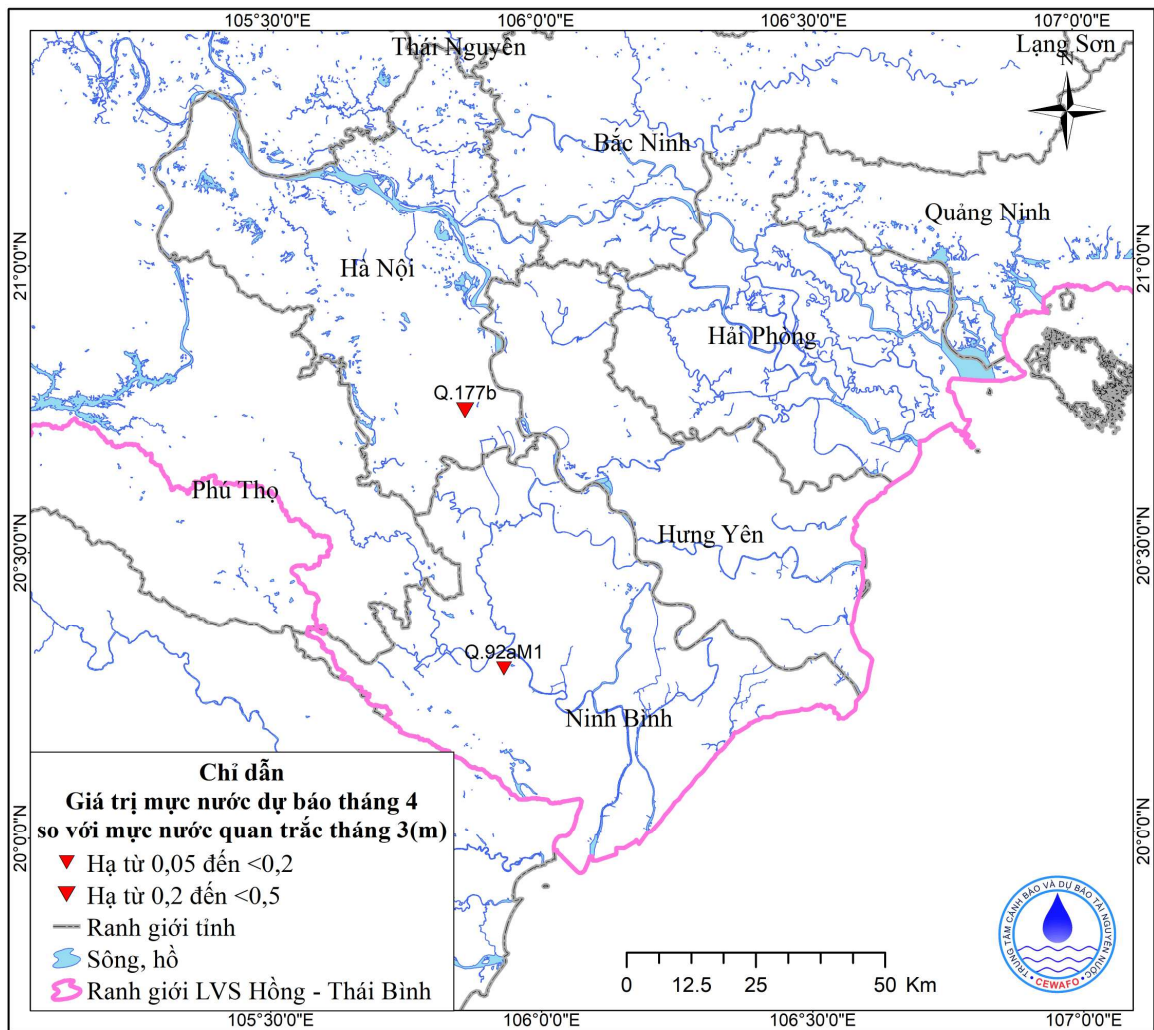 105°30'0"E
106°0'0"E
106°30'0"E
107°0'0"E
Thái Nguyên
Lạng Sơn
N
Bắc Ninh
Quảng Ninh
21°0'0"N
21°0'0"N
Hà Nội
Hải Phòng
Q.177b
Phú Thọ
Hưng Yên
20°30'0"N
20°30'0"N
Q.92aM1
Ninh Bình
Chỉ dẫn
Giá trị mực nước dự báo tháng 4
so với mực nước quan trắc tháng 3(m)
Hạ từ 0,05 đến <0,2
Hạ từ 0,2 đến <0,5
Ranh giới tỉnh
Sông, hồ
Ranh giới LVS Hồng - Thái Bình
20°0'0"N
20°0'0"N
TRUNG TÂM CẢNH BÁO VÀ DỰ BÁO TÀI NGUYÊN NƯỚC
CEWAFO
0 12.5 25 50 Km
105°30'0"E
106°0'0"E
106°30'0"E
107°0'0"E